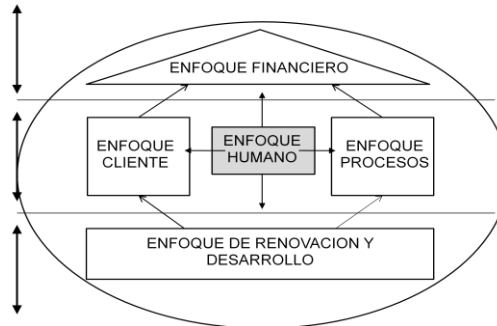 ENFOQUE FINANCIERO
ENFOQUE
CLIENTE
ENFOQUE
HUMANO
ENFOQUE
PROCESOS
ENFOQUE DE RENOVACION Y
DESARROLLO